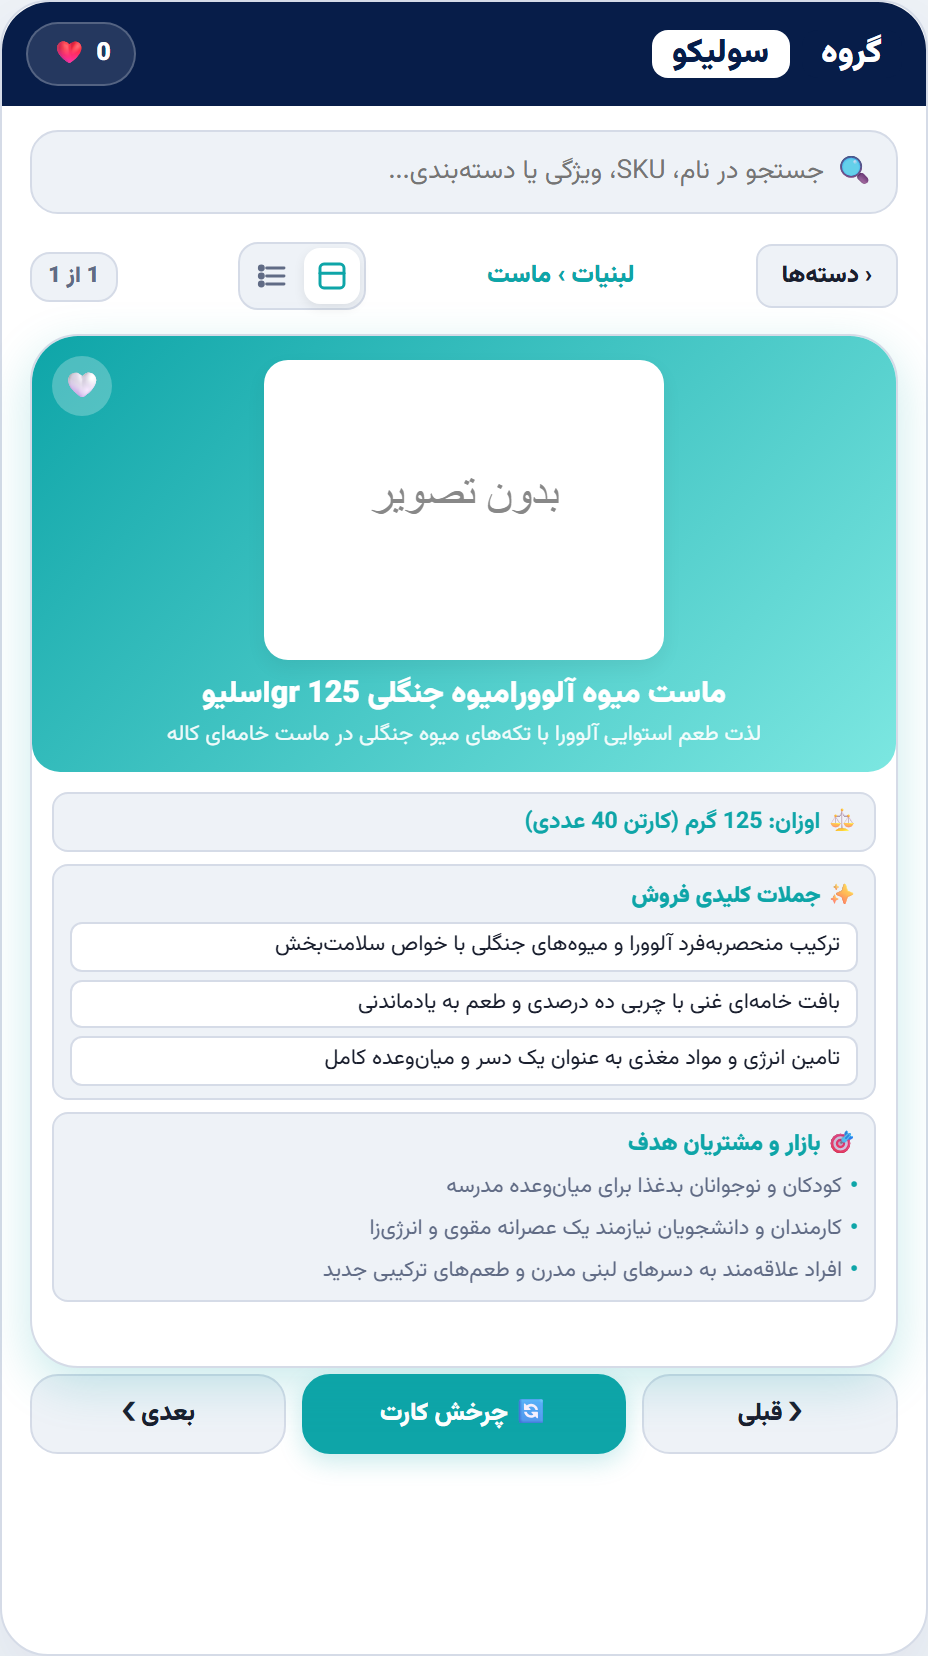 گروه سولیکو
0
جستجو در نام، SKU، ویژگی یا دسته‌بندی...
‹ دسته‌ها
لبنیات › ماست
1 از 1
بدون تصویر
ماست میوه آلوورامیوه جنگلی 125 grاسلیو
لذت طعم استوایی آلوورا با تکه‌های میوه جنگلی در ماست خامه‌ای کاله
اوزان: 125 گرم (کارتن 40 عددی)
جملات کلیدی فروش
ترکیب منحصربه‌فرد آلوورا و میوه‌های جنگلی با خواص سلامت‌بخش
بافت خامه‌ای غنی با چربی ده درصدی و طعم به یادماندنی
تامین انرژی و مواد مغذی به عنوان یک دسر و میان‌وعده کامل
بازار و مشتریان هدف
• کودکان و نوجوانان بدغذا برای میان‌وعده مدرسه
• کارمندان و دانشجویان نیازمند یک عصرانه مقوی و انرژی‌زا
• افراد علاقه‌مند به دسرهای لبنی مدرن و طعم‌های ترکیبی جدید
❮ قبلی
چرخش کارت
بعدی ❯